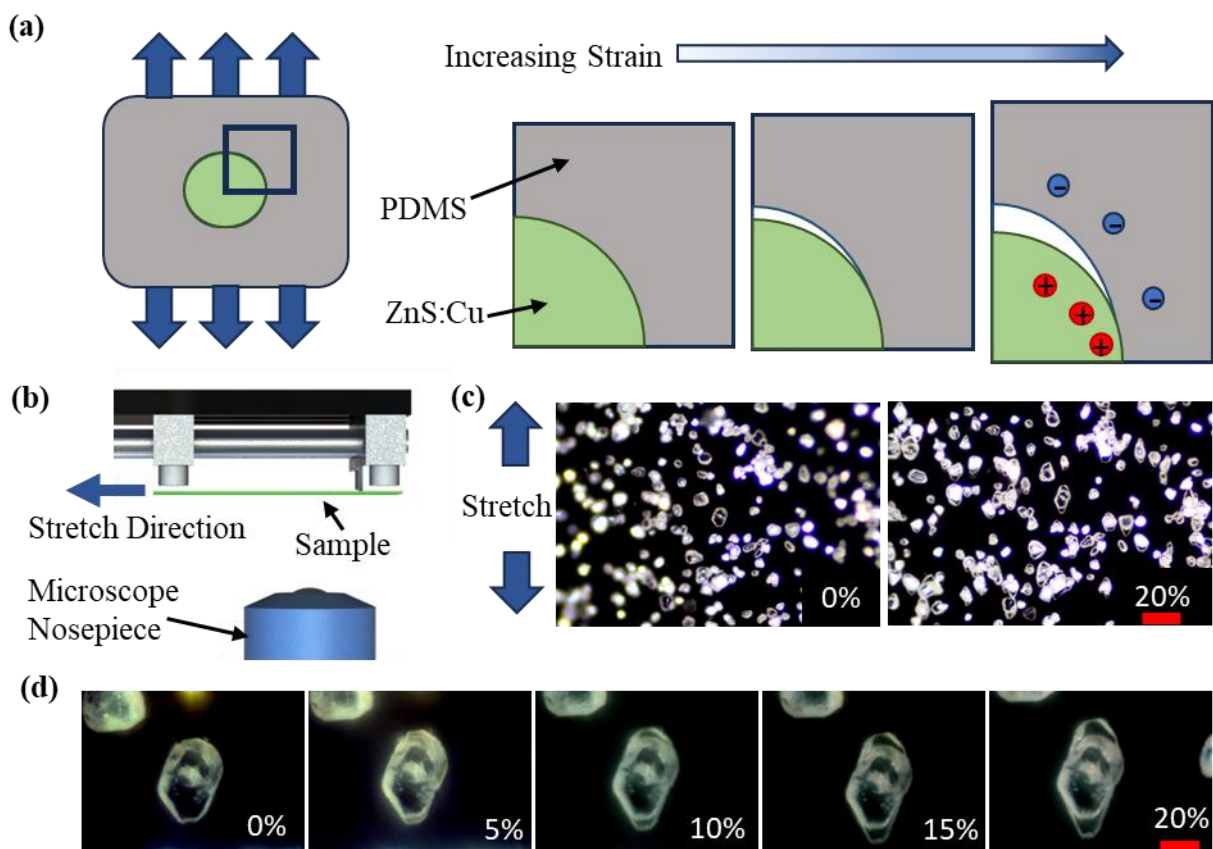 (a)
Increasing Strain
PDMS
ZnS:Cu
-
-
-
+
+
+
(b)
Stretch Direction
Sample
Microscope
Nosepiece
(c)
Stretch
0%
20%
(d)
0%
5%
10%
15%
20%